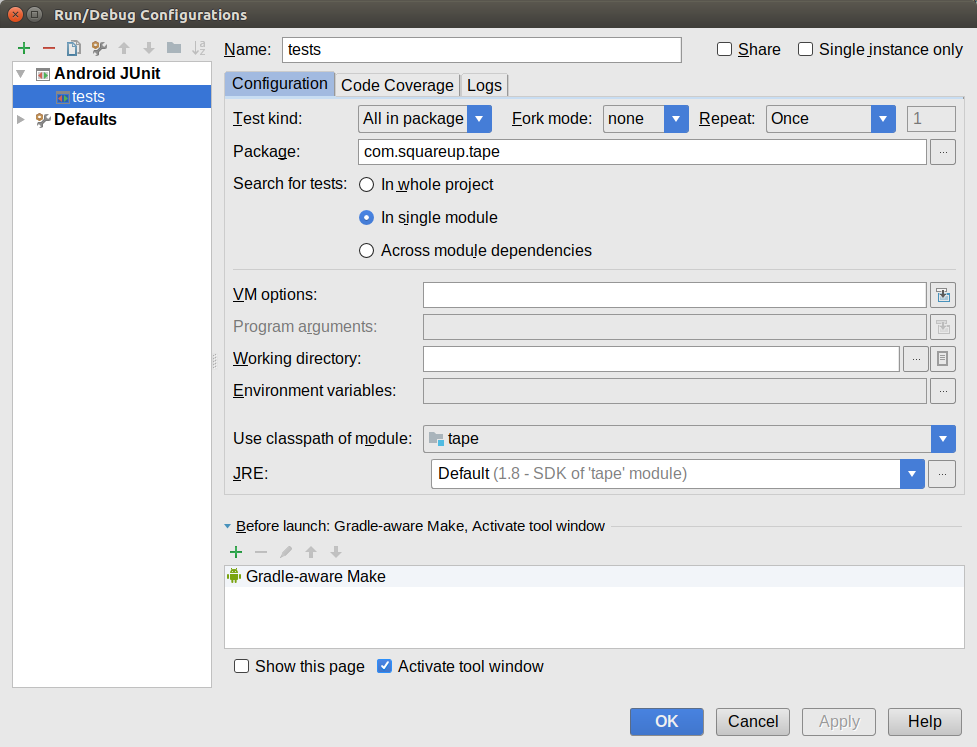 Run/Debug Configurations
Name: tests Share Single instance only
Android JUnit
tests
Defaults
Configuration Code Coverage Logs
Test kind: All in package Fork mode: none Repeat: Once 1
Package: com.squareup.tape ...
Search for tests: In whole project
In single module
Across module dependencies
VM options:
Program arguments:
Working directory: ...
Environment variables: ...
Use classpath of module: tape
JRE: Default (1.8 - SDK of 'tape' module) ...
Before launch: Gradle-aware Make, Activate tool window
Gradle-aware Make
Show this page Activate tool window
OK Cancel Apply Help